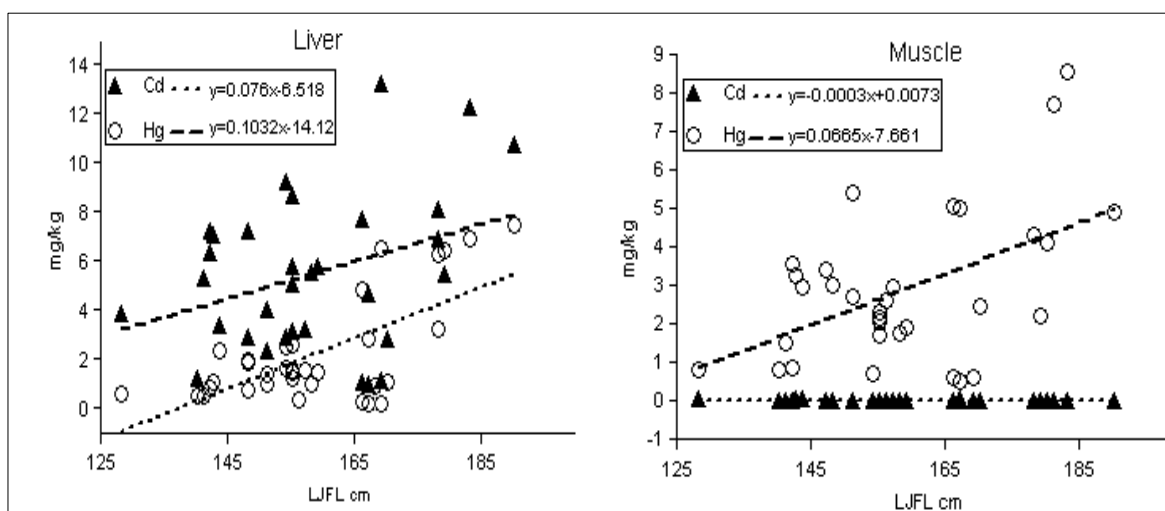 Liver
14
12
10
8
6
4
2
0
mg/kg
Cd y=0.076x-6.518
Hg y=0.1032x-14.12
125 145 165 185
LJFL cm
Muscle
9
8
7
6
5
4
3
2
1
0
-1
mg/kg
Cd y=-0.0003x+0.0073
Hg y=0.0665x-7.661
125 145 165 185
LJFL cm